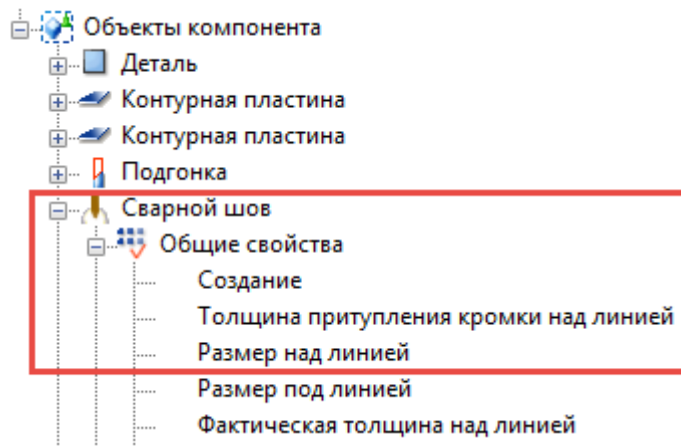 Объекты компонента
Деталь
Контурная пластина
Контурная пластина
Подгонка
Сварной шов
Общие свойства
Создание
Толщина притупления кромки над линией
Размер над линией
Размер под линией
Фактическая толщина над линией